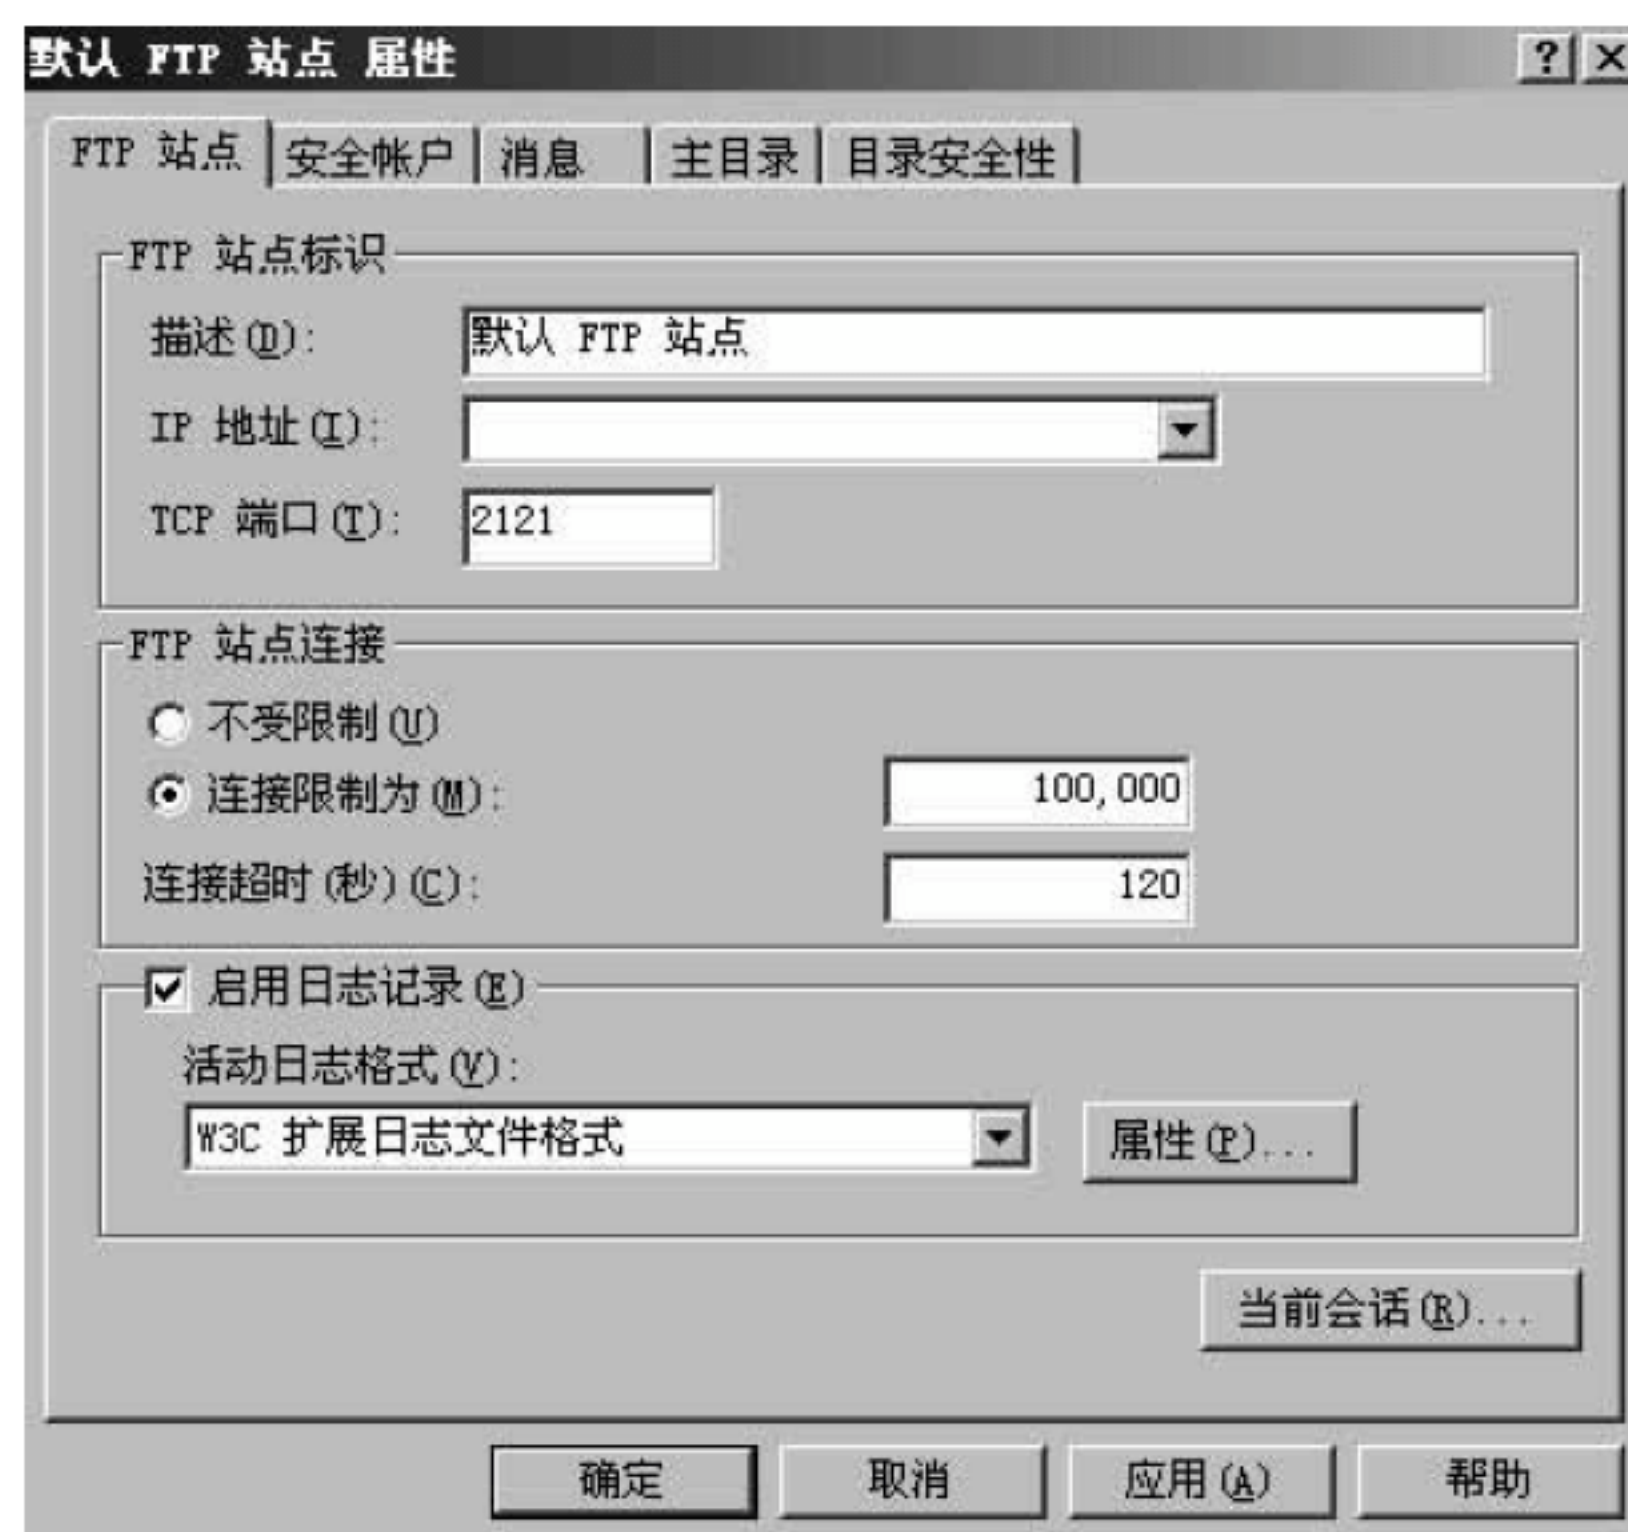 默认 FTP 站点 属性
FTP 站点 安全帐户 消息 主目录 目录安全性
FTP 站点标识
描述(D): 默认 FTP 站点
IP 地址(I):
TCP 端口(T): 2121
FTP 站点连接
不受限制(U)
连接限制为(M): 100,000
连接超时(秒)(C): 120
启用日志记录(E)
活动日志格式(V):
W3C 扩展日志文件格式 属性(P)...
当前会话(R)...
确定 取消 应用(A) 帮助